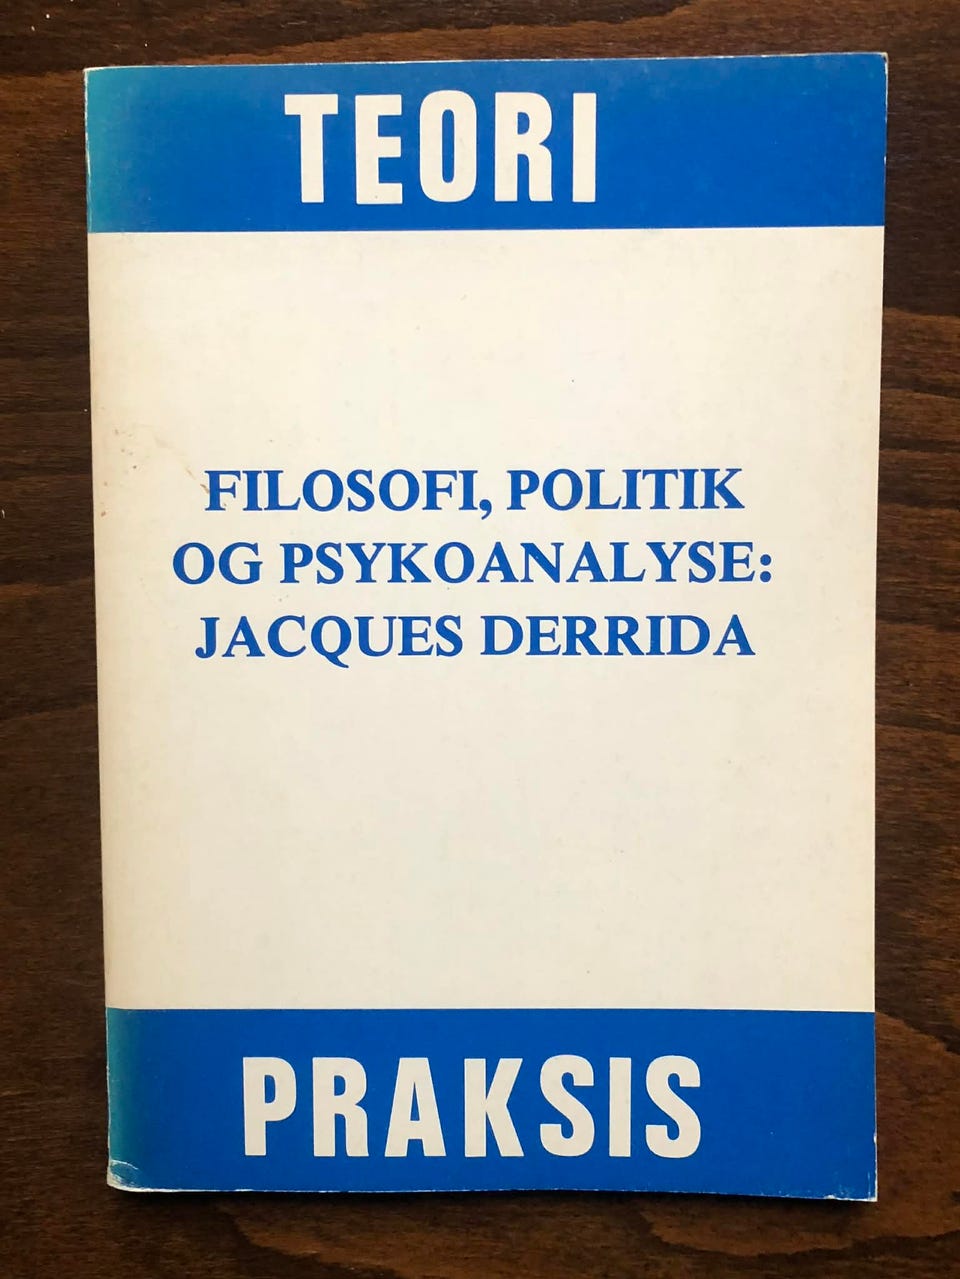 TEORI
FILOSOFI, POLITIK
OG PSYKOANALYSE:
JACQUES DERRIDA
PRAKSIS